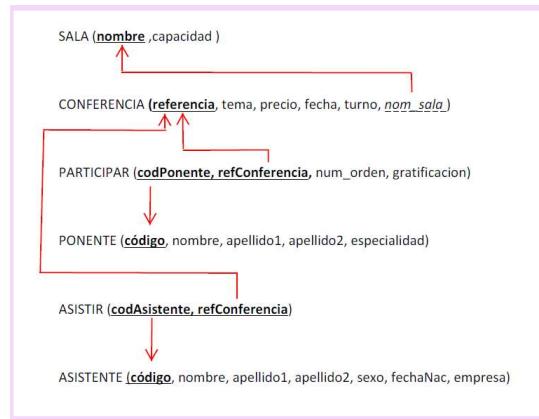 SALA (nombre ,capacidad )
CONFERENCIA (referencia, tema, precio, fecha, turno, nom_sala )
PARTICIPAR (codPonente, refConferencia, num_orden, gratificacion)
PONENTE (código, nombre, apellido1, apellido2, especialidad)
ASISTIR (codAsistente, refConferencia)
ASISTENTE (código, nombre, apellido1, apellido2, sexo, fechaNac, empresa)